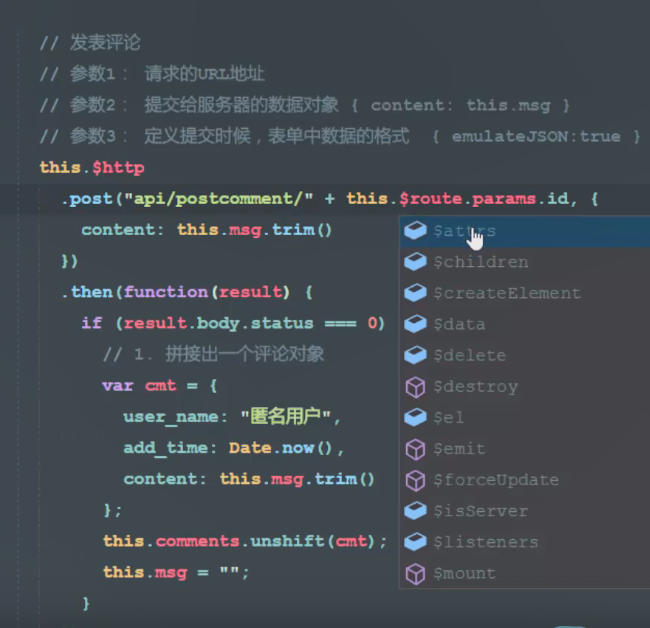 // 发表评论
// 参数1： 请求的URL地址
// 参数2： 提交给服务器的数据对象 { content: this.msg }
// 参数3： 定义提交时候，表单中数据的格式 { emulateJSON:true }
this.$http
.post("api/postcomment/" + this.$route.params.id, {
content: this.msg.trim()
})
.then(function(result) {
if (result.body.status === 0)
// 1. 拼接出一个评论对象
var cmt = {
user_name: "匿名用户",
add_time: Date.now(),
content: this.msg.trim()
};
this.comments.unshift(cmt);
this.msg = "";
}
$attrs
$children
$createElement
$data
$delete
$destroy
$el
$emit
$forceUpdate
$isServer
$listeners
$mount